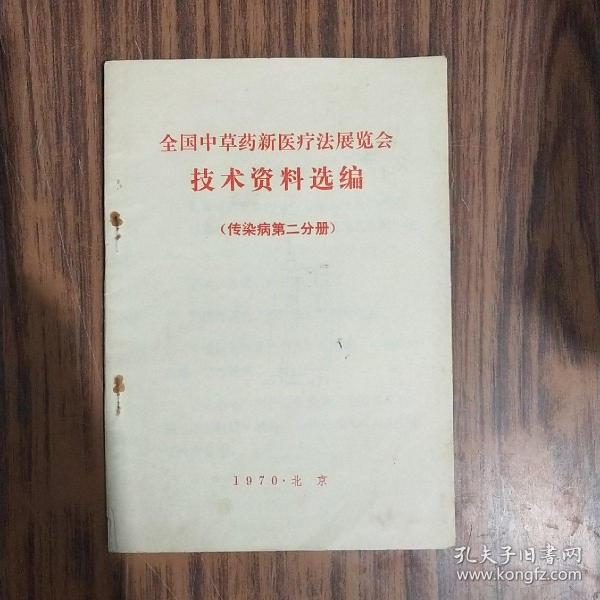 全国中草药新医疗法展览会
技术资料选编
（传染病第二分册）
1970·北京
孔夫子旧書网
www.kongfz.com